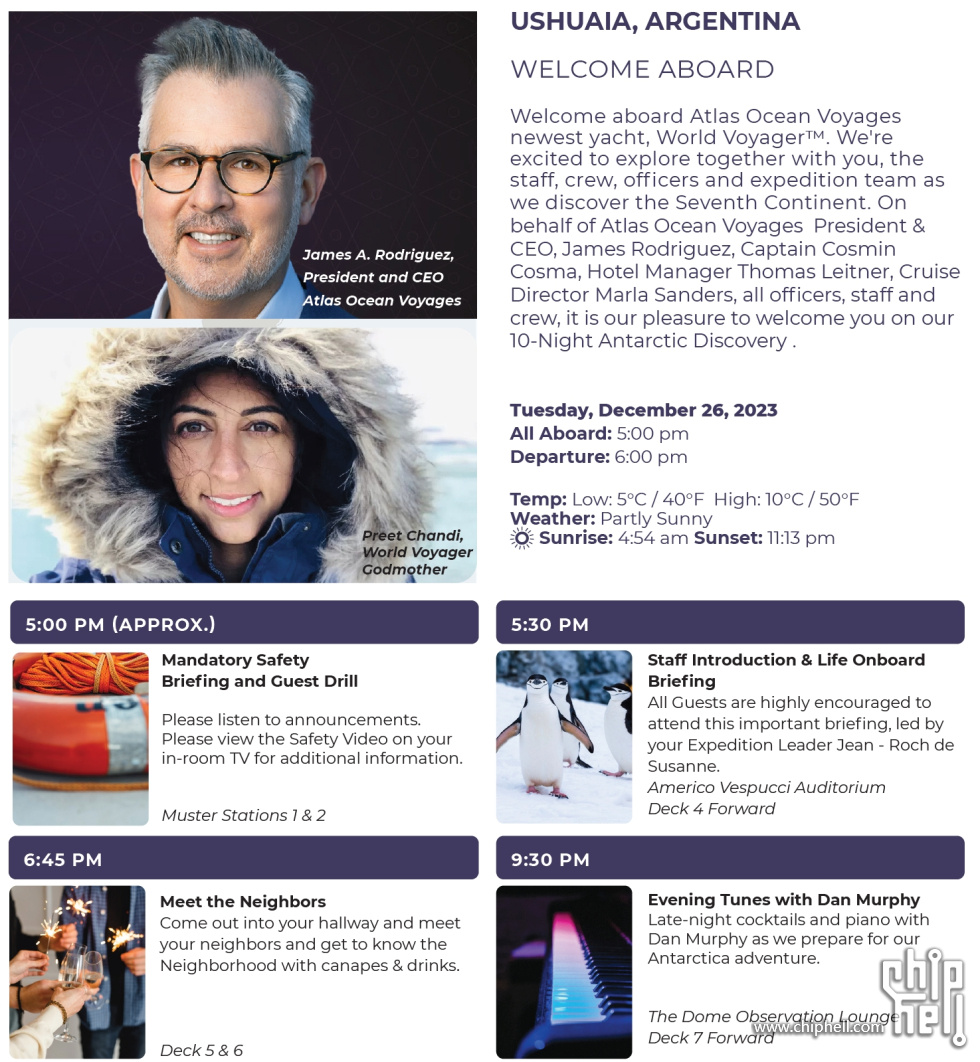 James A. Rodriguez,
President and CEO
Atlas Ocean Voyages
Preet Chandi,
World Voyager
Godmother
USHUAIA, ARGENTINA
WELCOME ABOARD
Welcome aboard Atlas Ocean Voyages
newest yacht, World Voyager™. We're
excited to explore together with you, the
staff, crew, officers and expedition team as
we discover the Seventh Continent. On
behalf of Atlas Ocean Voyages President &
CEO, James Rodriguez, Captain Cosmin
Cosma, Hotel Manager Thomas Leitner, Cruise
Director Marla Sanders, all officers, staff and
crew, it is our pleasure to welcome you on our
10-Night Antarctic Discovery .
Tuesday, December 26, 2023
All Aboard: 5:00 pm
Departure: 6:00 pm
Temp: Low: 5°C / 40°F High: 10°C / 50°F
Weather: Partly Sunny
Sunrise: 4:54 am Sunset: 11:13 pm
5:00 PM (APPROX.)
Mandatory Safety
Briefing and Guest Drill
Please listen to announcements.
Please view the Safety Video on your
in-room TV for additional information.
Muster Stations 1 & 2
5:30 PM
Staff Introduction & Life Onboard
Briefing
All Guests are highly encouraged to
attend this important briefing, led by
your Expedition Leader Jean - Roch de
Susanne.
Americo Vespucci Auditorium
Deck 4 Forward
6:45 PM
Meet the Neighbors
Come out into your hallway and meet
your neighbors and get to know the
Neighborhood with canapes & drinks.
Deck 5 & 6
9:30 PM
Evening Tunes with Dan Murphy
Late-night cocktails and piano with
Dan Murphy as we prepare for our
Antarctica adventure.
The Dome Observation Lounge
Deck 7 Forward
www.chiphell.com
chip
hell